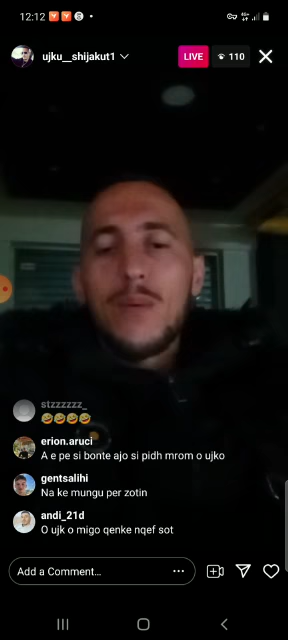 12:12
ujku__shijakut1
LIVE
110
stzzzzzz_
🤣🤣🤣🤣
erion.aruci
A e pe si bonte ajo si pidh mrom o ujko
gentsalihi
Na ke mungu per zotin
andi_21d
O ujk o migo qenke nqef sot
Add a Comment...